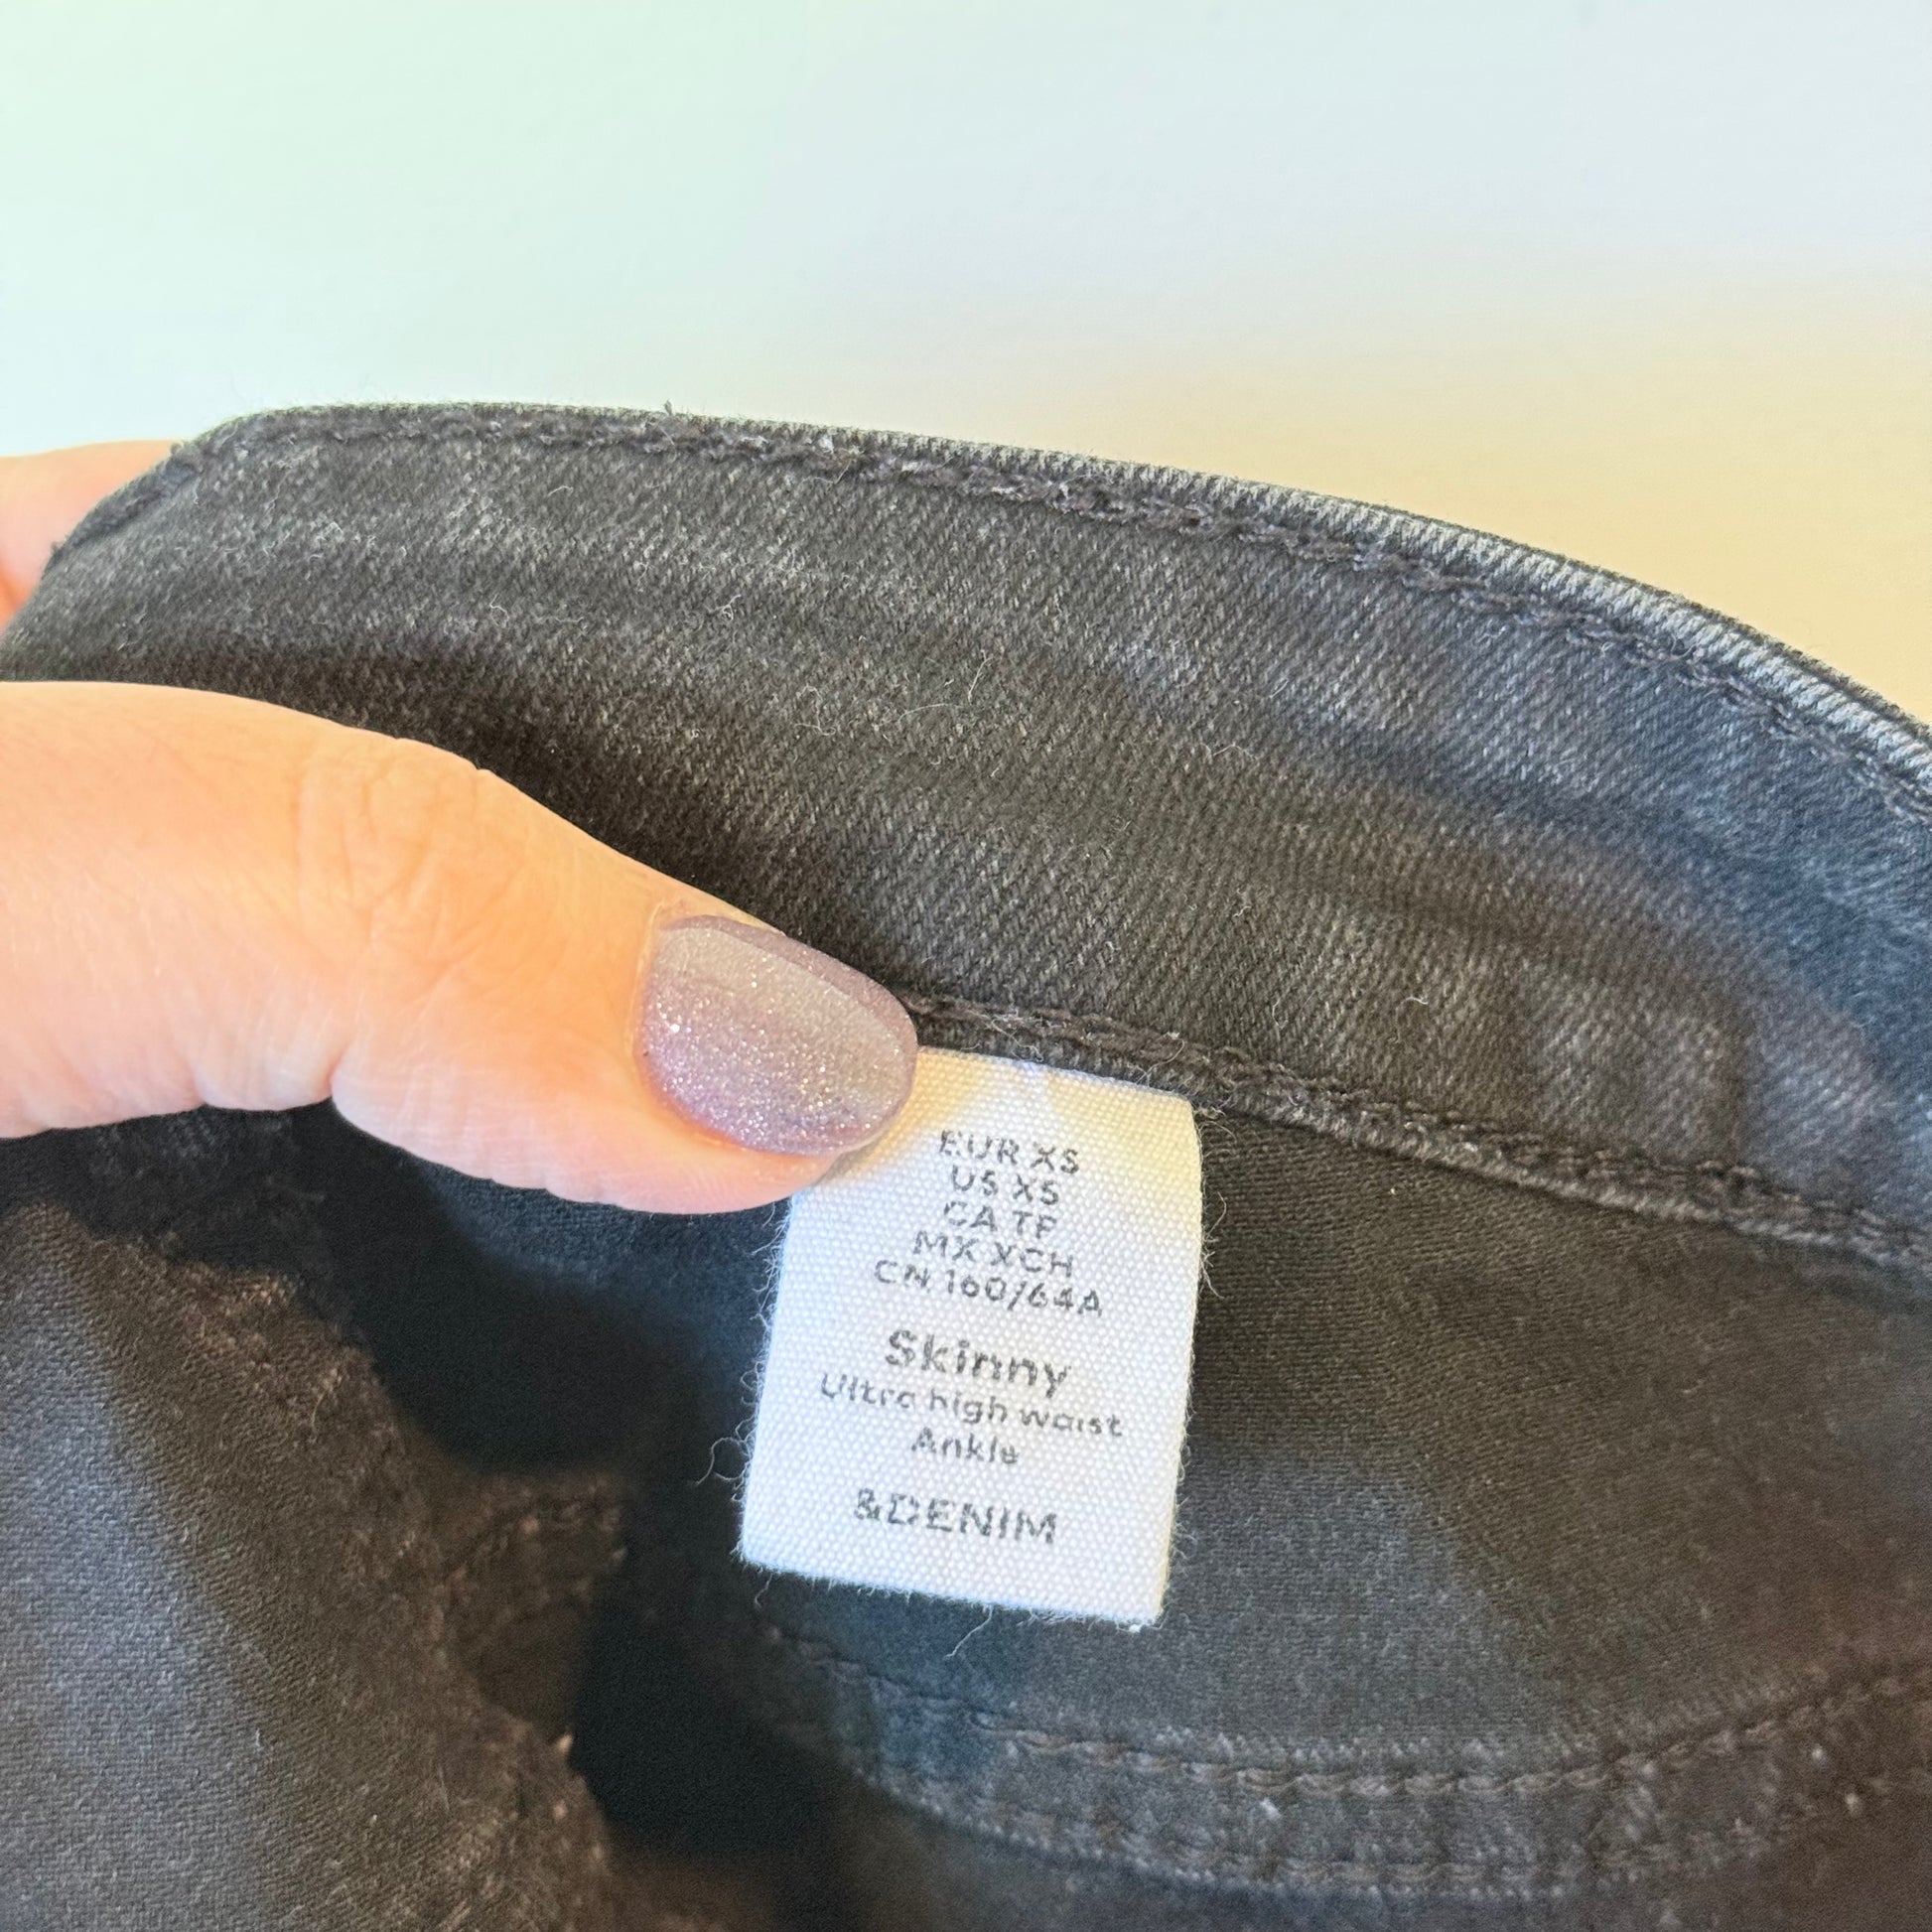 EUR XS
US XS
CA TP
MX XCH
CN 160/64A
Skinny
Ultra high waist
Ankle
&DENIM